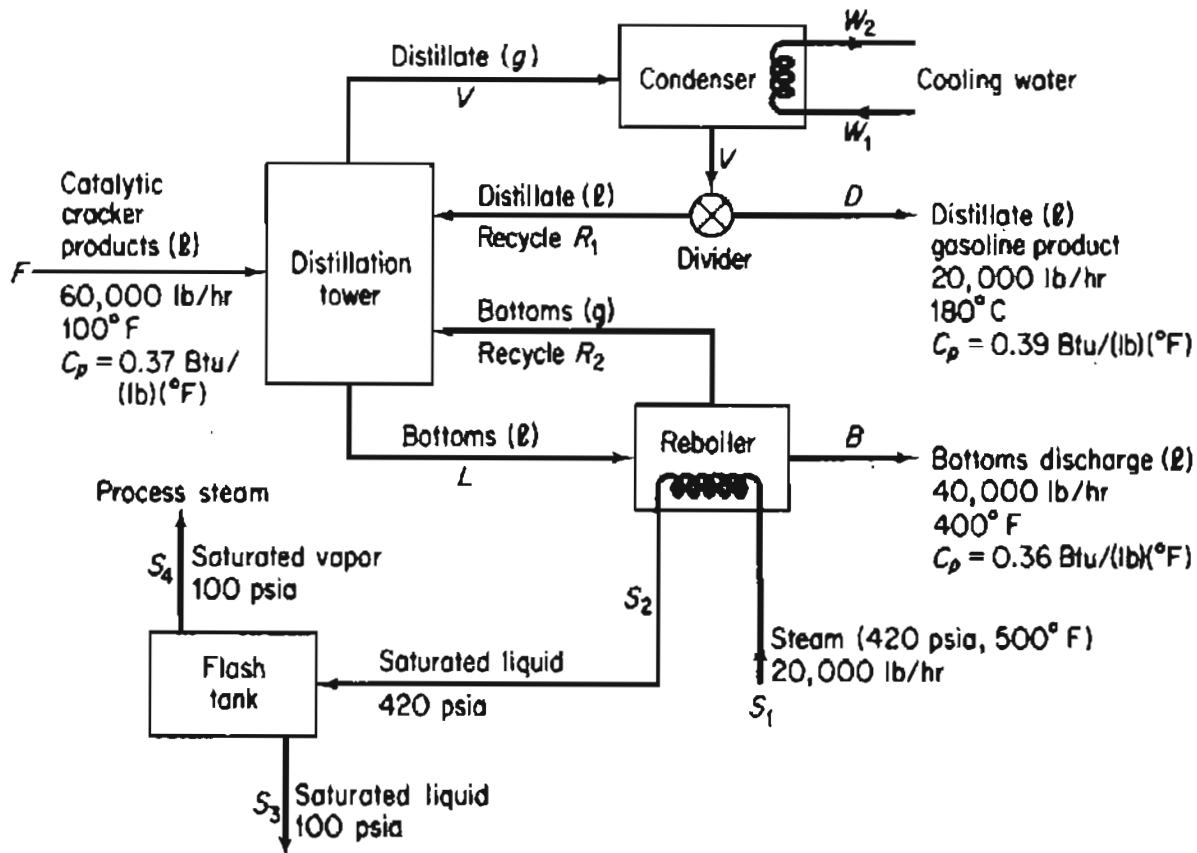 W₂
Distillate (g)
V
Condenser
Cooling water
W₁
V
Catalytic
cracker
products (ℓ)
F
60,000 lb/hr
100°F
Cₚ = 0.37 Btu/
(lb)(°F)
Distillation
tower
Distillate (ℓ)
Recycle R₁
Divider
D
Distillate (ℓ)
gasoline product
20,000 lb/hr
180°C
Cₚ = 0.39 Btu/(lb)(°F)
Bottoms (g)
Recycle R₂
Bottoms (ℓ)
L
Reboiler
B
Bottoms discharge (ℓ)
40,000 lb/hr
400°F
Cₚ = 0.36 Btu/(lb)(°F)
Process steam
S₄
Saturated vapor
100 psia
S₂
Steam (420 psia, 500°F)
20,000 lb/hr
S₁
Flash
tank
Saturated liquid
420 psia
S₃
Saturated liquid
100 psia